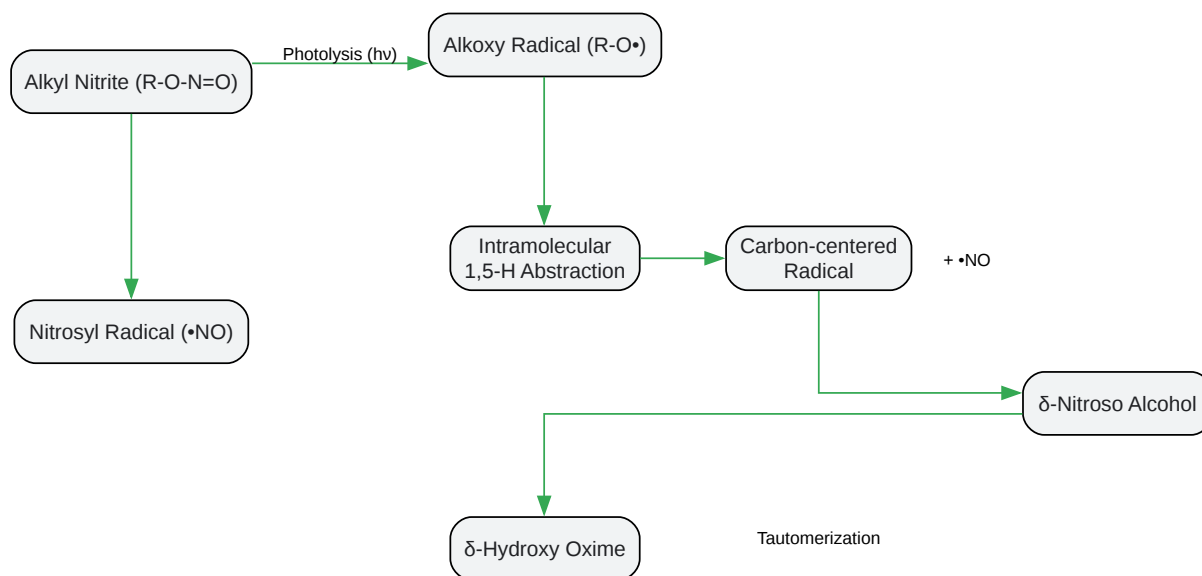 Alkoxy Radical (R-O•)
Photolysis (hν)
Alkyl Nitrite (R-O-N=O)
Intramolecular
1,5-H Abstraction
Carbon-centered
Radical
+ •NO
Nitrosyl Radical (•NO)
δ-Nitroso Alcohol
δ-Hydroxy Oxime
Tautomerization